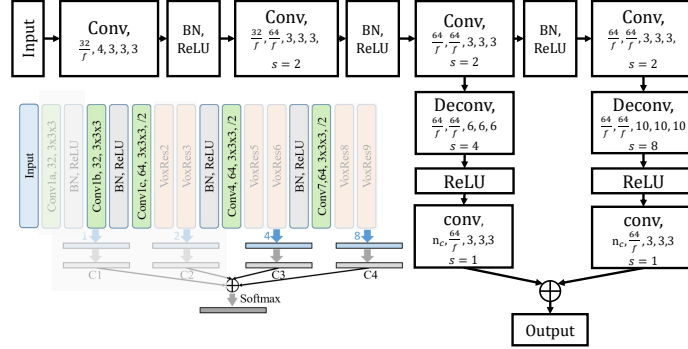 Input
Conv,
32/f, 4, 3, 3, 3
BN,
ReLU
Conv,
32/f, 64/f, 3, 3, 3,
s = 2
BN,
ReLU
Conv,
64/f, 64/f, 3, 3, 3
s = 2
BN,
ReLU
Conv,
64/f, 64/f, 3, 3, 3,
s = 2
Deconv,
64/f, 64/f, 6, 6, 6
s = 4
ReLU
conv,
n_c, 64/f, 3, 3, 3
s = 1
Deconv,
64/f, 64/f, 10, 10, 10
s = 8
ReLU
conv,
n_c, 64/f, 3, 3, 3
s = 1
Output
Input
Conv1a, 32, 3x3x3
BN, ReLU
Conv1b, 32, 3x3x3
BN, ReLU
Conv1c, 64, 3x3x3, /2
VoxRes2
VoxRes3
BN, ReLU
Conv4, 64, 3x3x3, /2
VoxRes5
VoxRes6
BN, ReLU
Conv7,64, 3x3x3, /2
VoxRes8
VoxRes9
1
2
4
8
C1
C2
C3
C4
Softmax